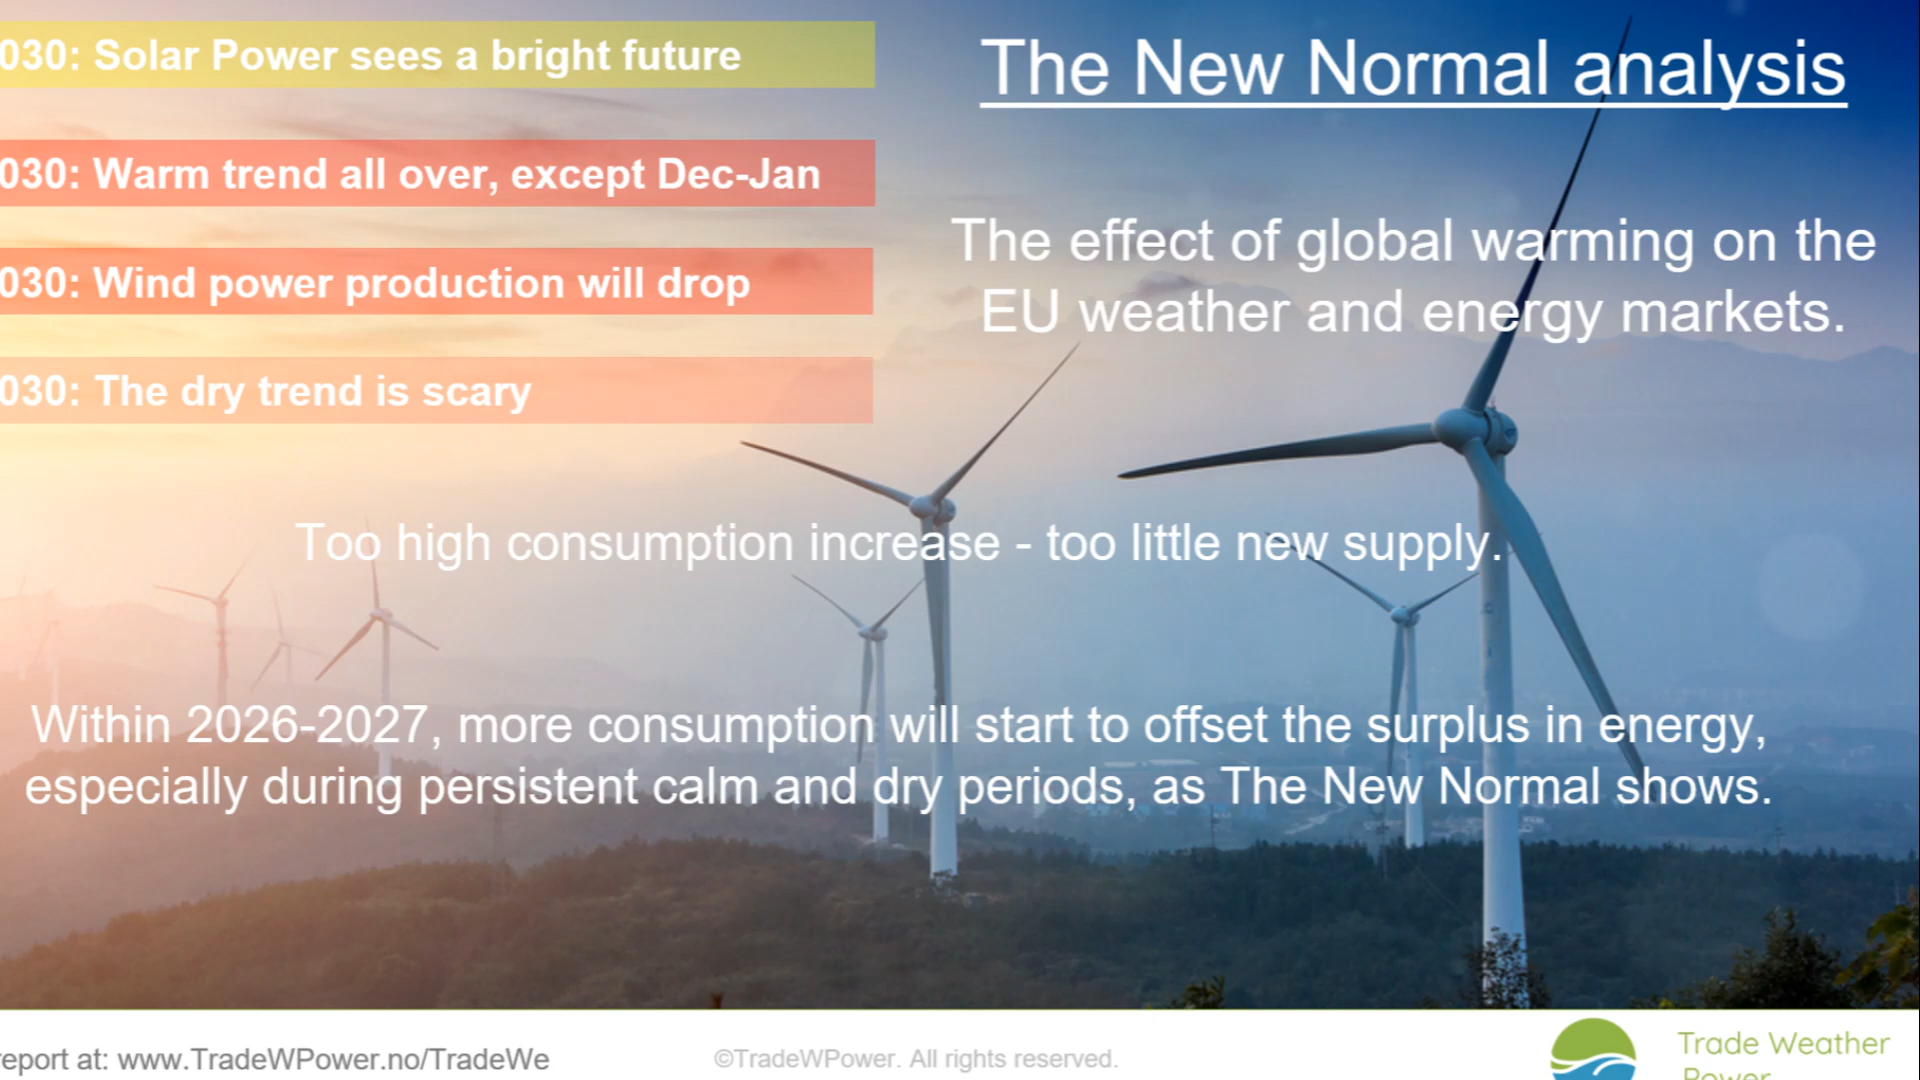 030: Solar Power sees a bright future
030: Warm trend all over, except Dec-Jan
030: Wind power production will drop
030: The dry trend is scary
The New Normal analysis
The effect of global warming on the
EU weather and energy markets.
Too high consumption increase - too little new supply.
Within 2026-2027, more consumption will start to offset the surplus in energy,
especially during persistent calm and dry periods, as The New Normal shows.
report at: www.TradeWPower.no/TradeWe
©TradeWPower. All rights reserved.
Trade Weather
Power